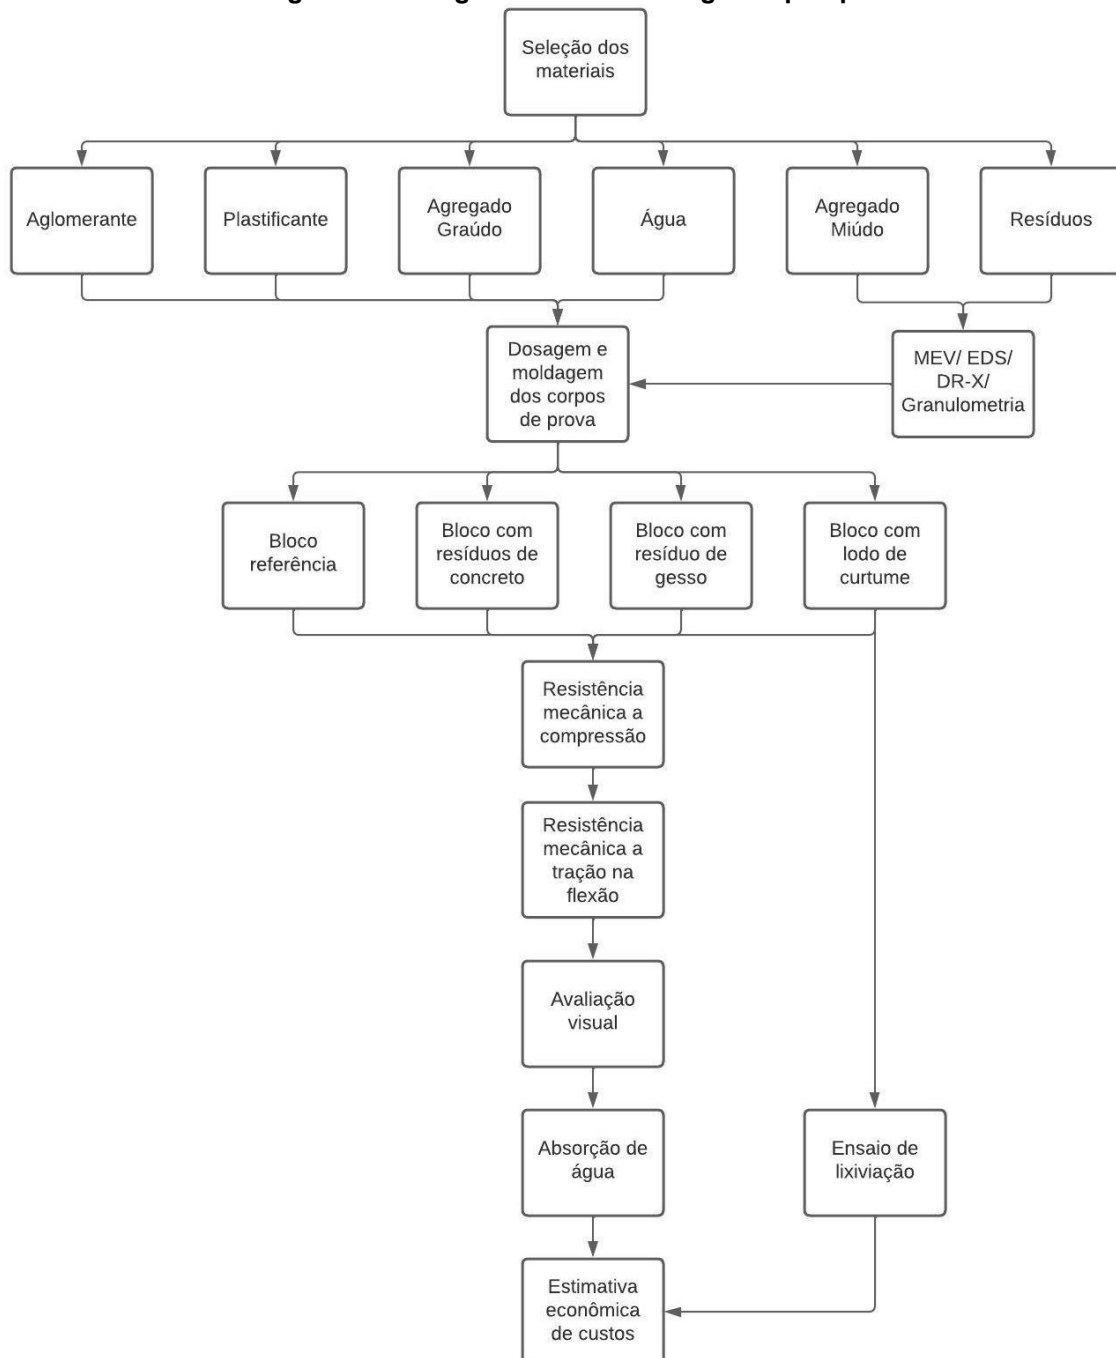 Seleção dos
materiais
Aglomerante
Plastificante
Agregado
Graúdo
Água
Agregado
Miúdo
Resíduos
Dosagem e
moldagem
dos corpos
de prova
MEV/ EDS/
DR-X/
Granulometria
Bloco
referência
Bloco com
resíduos de
concreto
Bloco com
resíduo de
gesso
Bloco com
lodo de
curtume
Resistência
mecânica a
compressão
Resistência
mecânica a
tração na
flexão
Avaliação
visual
Absorção de
água
Ensaio de
lixiviação
Estimativa
econômica
de custos